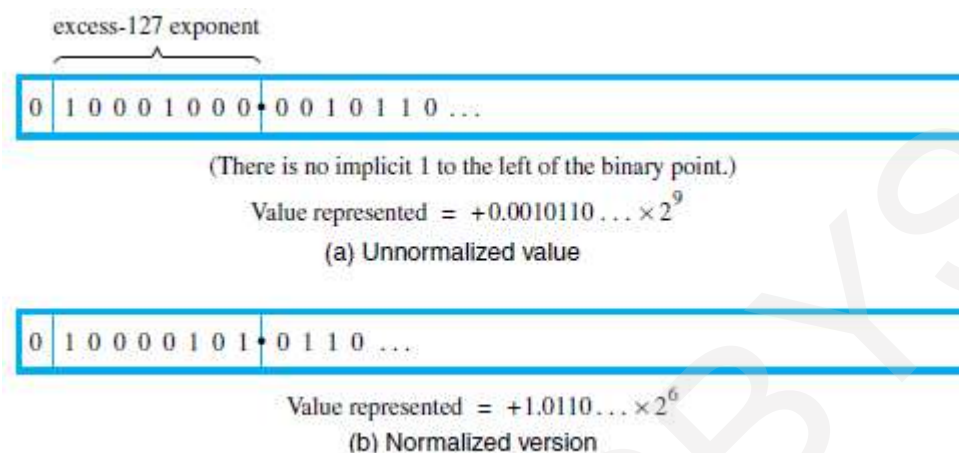 excess-127 exponent
0 1 0 0 0 1 0 0 0 • 0 0 1 0 1 1 0 ...
(There is no implicit 1 to the left of the binary point.)
Value represented = +0.0010110 ... × 2^9
(a) Unnormalized value
0 1 0 0 0 0 1 0 1 • 0 1 1 0 ...
Value represented = +1.0110 ... × 2^6
(b) Normalized version